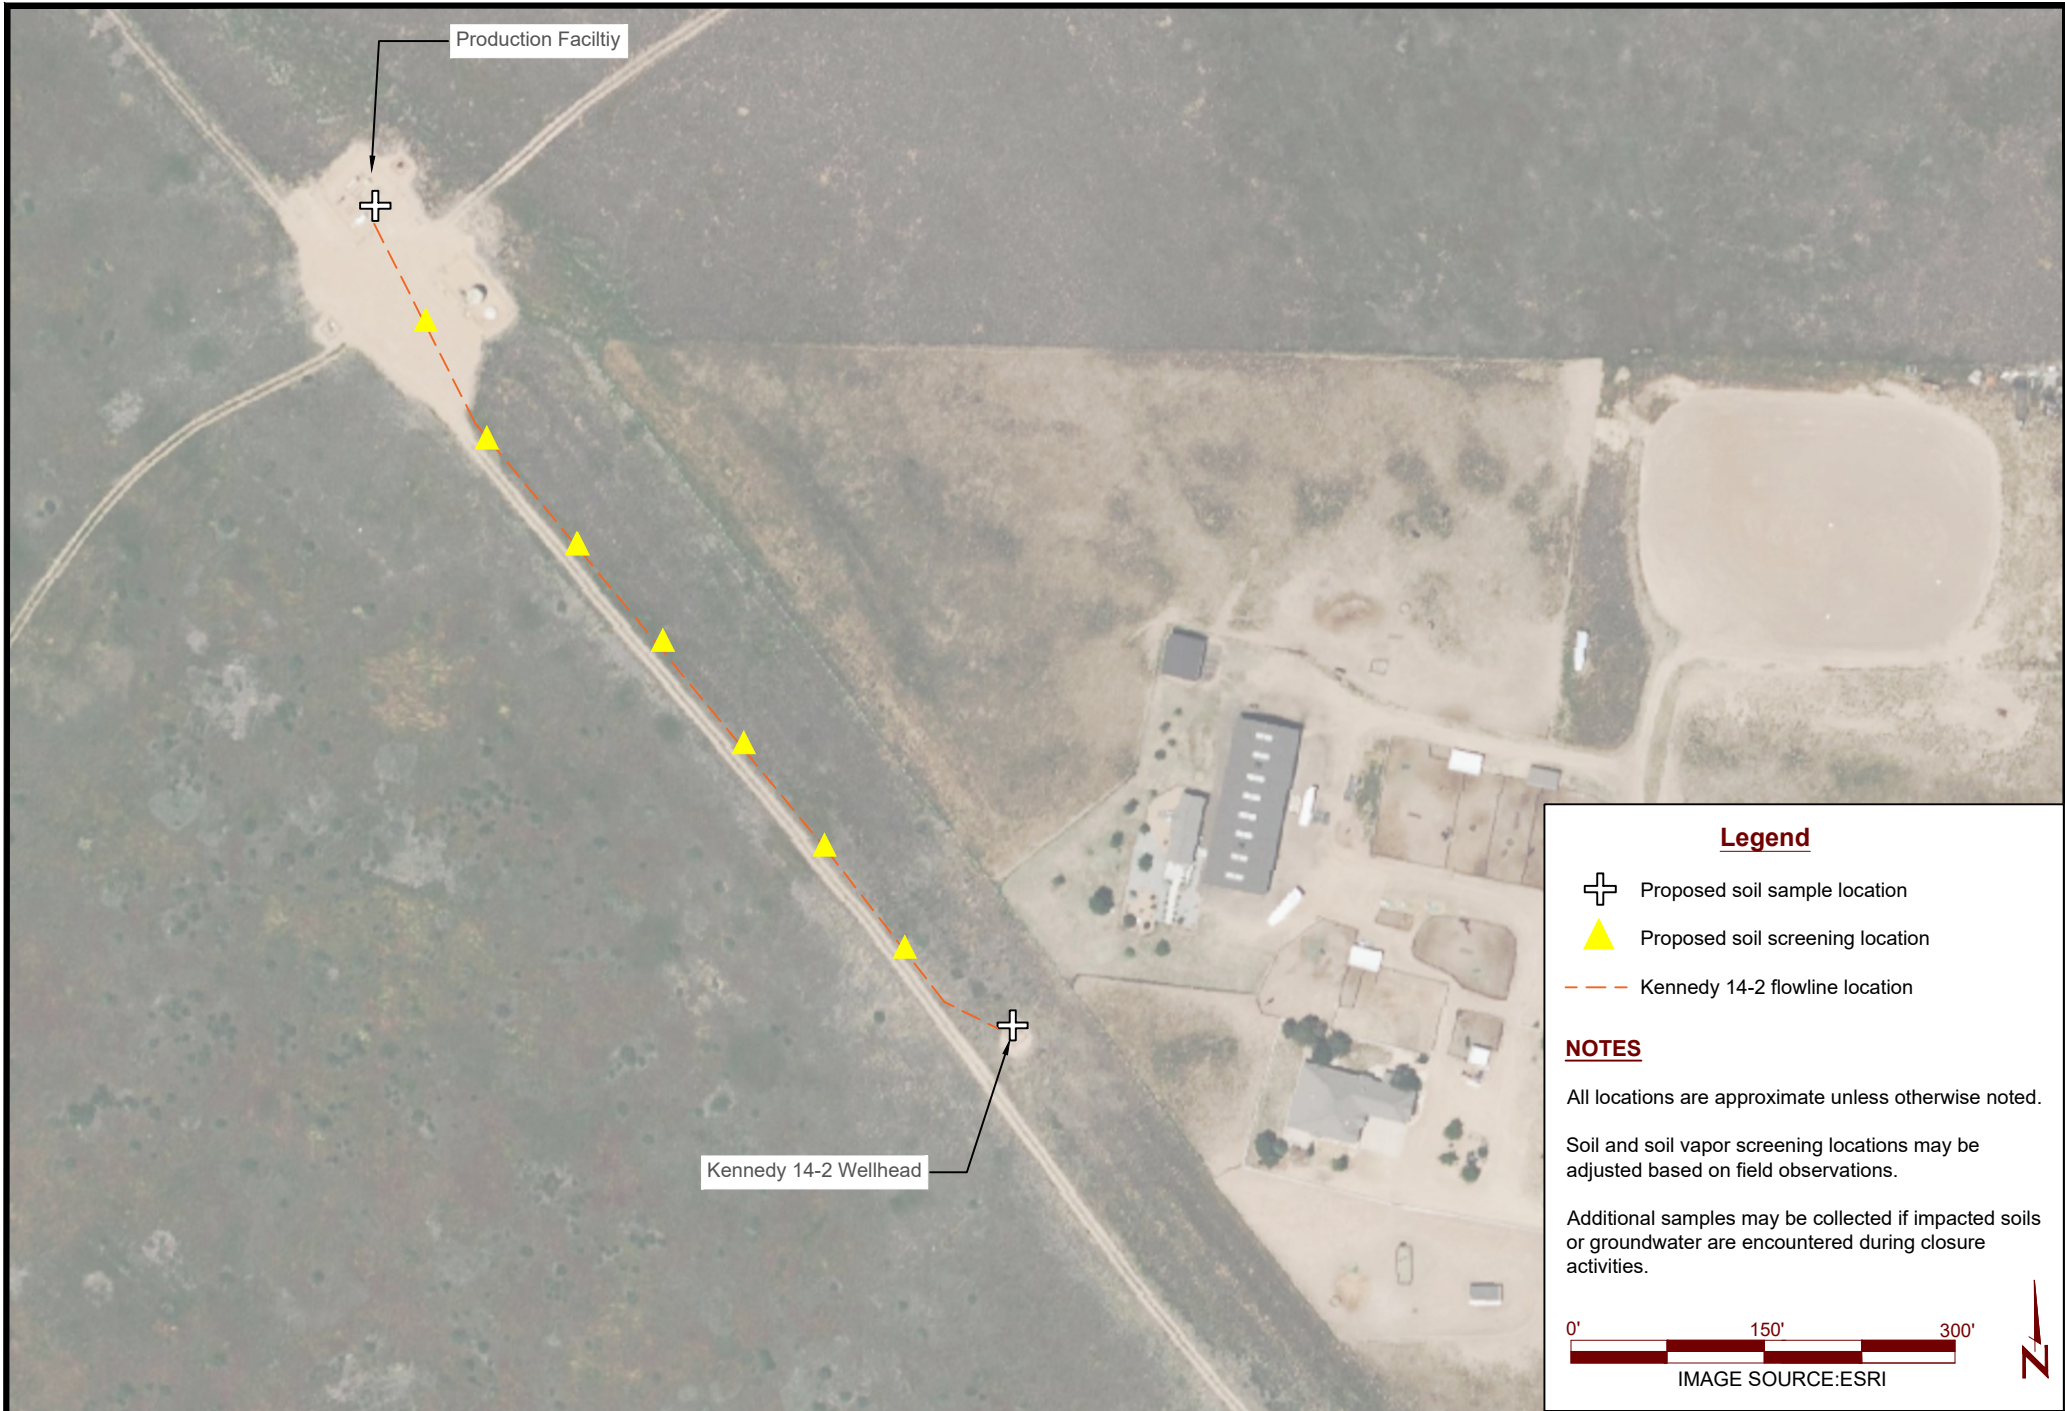 Production Faciltiy
Kennedy 14-2 Wellhead
Legend
Proposed soil sample location
Proposed soil screening location
Kennedy 14-2 flowline location
NOTES
All locations are approximate unless otherwise noted.
Soil and soil vapor screening locations may be
adjusted based on field observations.
Additional samples may be collected if impacted soils
or groundwater are encountered during closure
activities.
0' 150' 300'
IMAGE SOURCE:ESRI
N